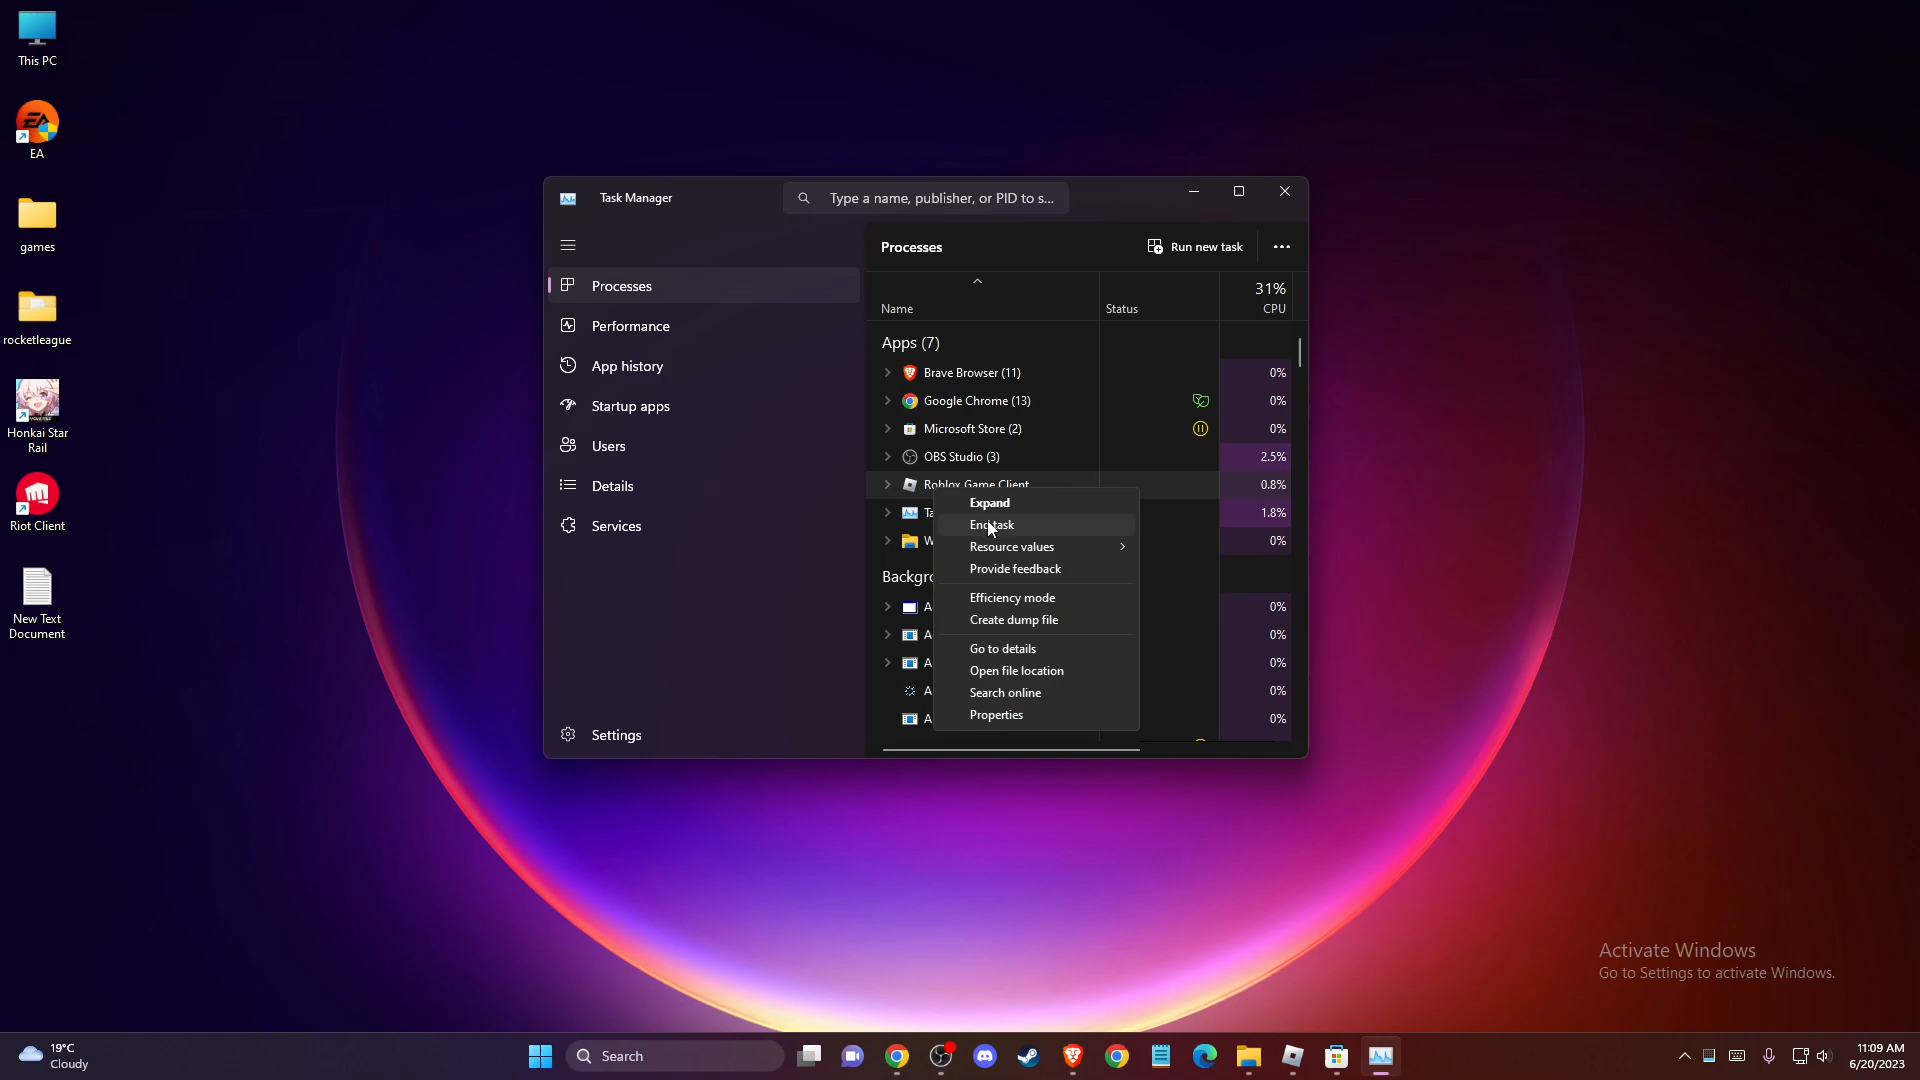 This PC
EA
games
rocketleague
Honkai Star
Rail
Riot Client
New Text
Document
Task Manager
Type a name, publisher, or PID to s...
Processes
Performance
App history
Startup apps
Users
Details
Services
Settings
Processes
Run new task
31%
Name
Status
CPU
Apps (7)
Brave Browser (11)
0%
Google Chrome (13)
0%
Microsoft Store (2)
0%
OBS Studio (3)
2.5%
Roblox Game Client
0.8%
Ta
1.8%
W
0%
Backgro
A
0%
A
0%
A
0%
A
0%
A
0%
Expand
End task
Resource values
Provide feedback
Efficiency mode
Create dump file
Go to details
Open file location
Search online
Properties
Activate Windows
Go to Settings to activate Windows.
19°C
Cloudy
Search
11:09 AM
6/20/2023